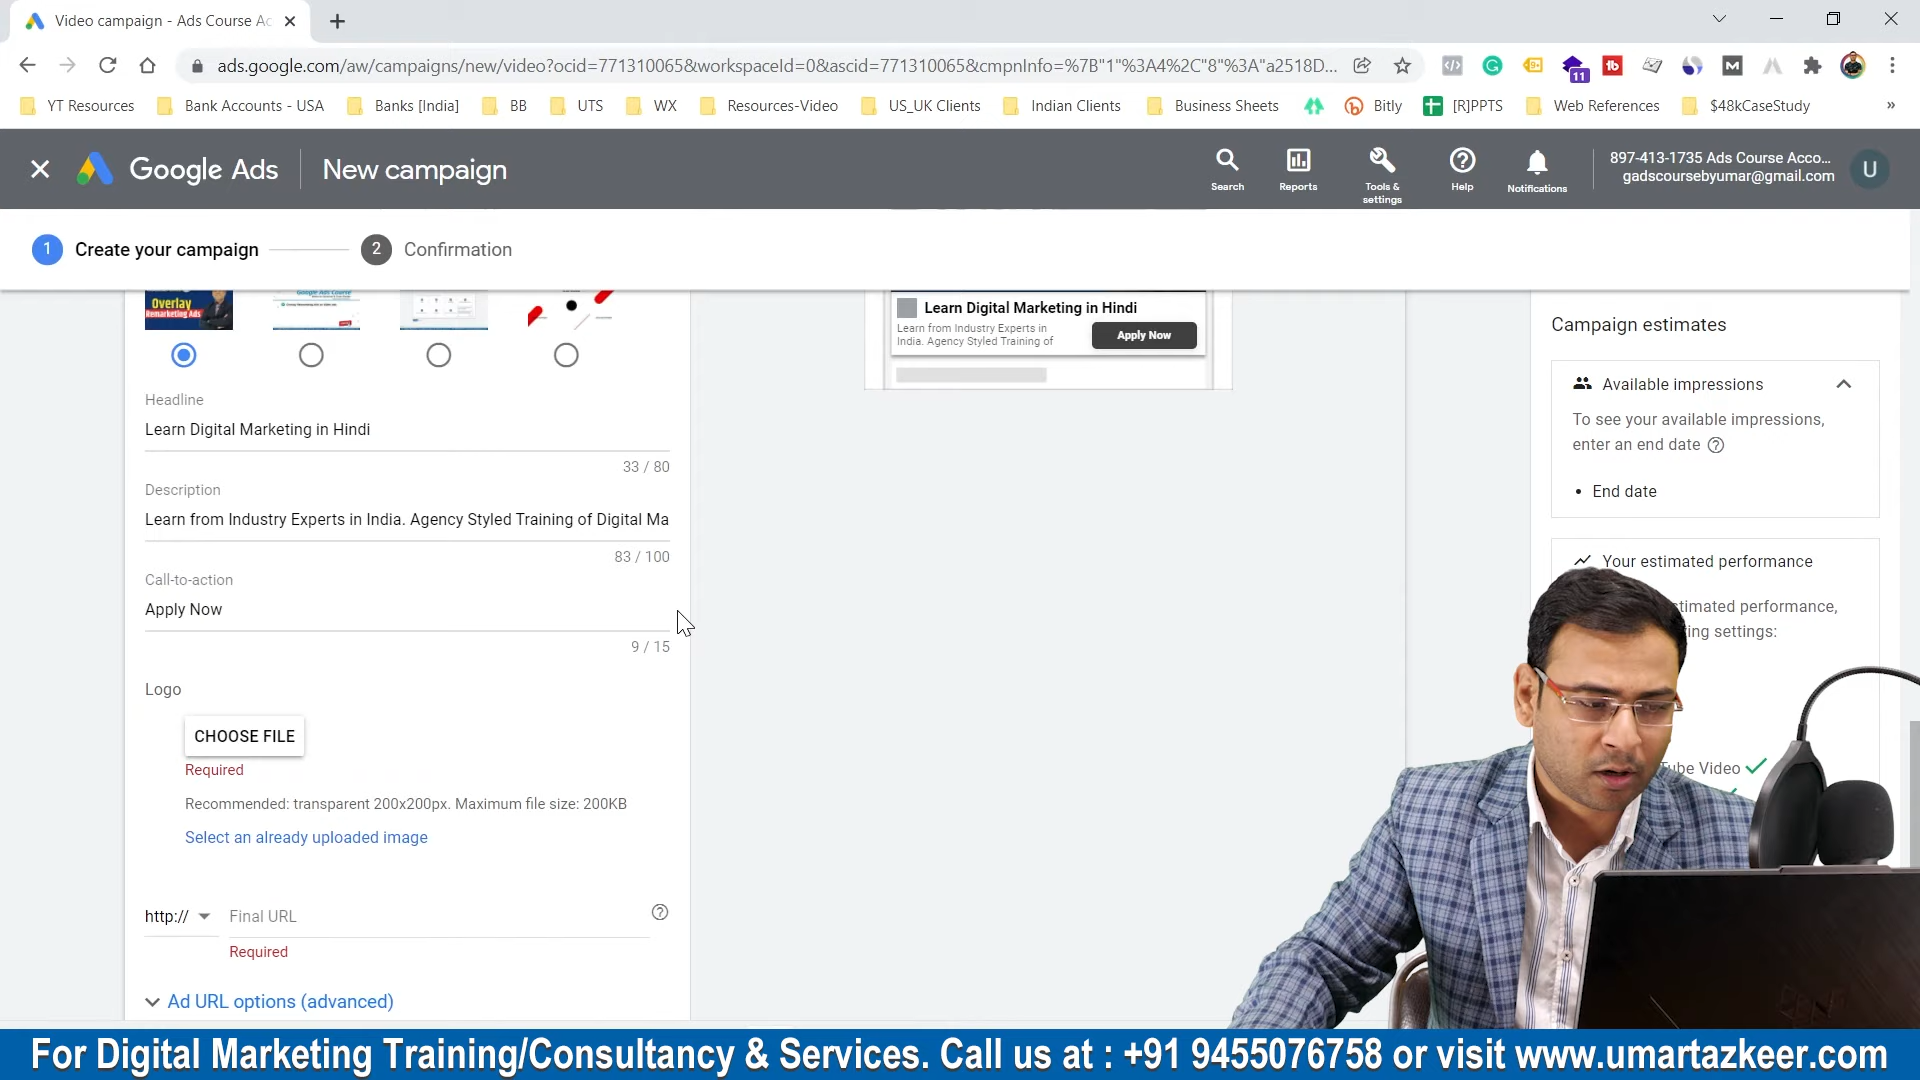 Video campaign - Ads Course Ac
ads.google.com/aw/campaigns/new/video?ocid=771310065&workspaceId=0&ascid=771310065&cmpnInfo=%7B"1"%3A4%2C"8"%3A"a2518D...
11
YT Resources
Bank Accounts - USA
Banks [India]
BB
UTS
WX
Resources-Video
US_UK Clients
Indian Clients
Business Sheets
Bitly
[R]PPTS
Web References
$48kCaseStudy
»
Google Ads
New campaign
Search
Reports
Tools & settings
Help
Notifications
897-413-1735 Ads Course Acco...
gadscoursebyumar@gmail.com
U
1 Create your campaign
2 Confirmation
Overlay
Remarketing Ads
Headline
Learn Digital Marketing in Hindi
33 / 80
Description
Learn from Industry Experts in India. Agency Styled Training of Digital Ma
83 / 100
Call-to-action
Apply Now
9 / 15
Logo
CHOOSE FILE
Required
Recommended: transparent 200x200px. Maximum file size: 200KB
Select an already uploaded image
http://
Final URL
Required
Ad URL options (advanced)
Learn Digital Marketing in Hindi
Learn from Industry Experts in
India. Agency Styled Training of
Apply Now
Campaign estimates
Available impressions
To see your available impressions,
enter an end date
• End date
Your estimated performance
timated performance,
ing settings:
Tube Video
For Digital Marketing Training/Consultancy & Services. Call us at : +91 9455076758 or visit www.umartazkeer.com